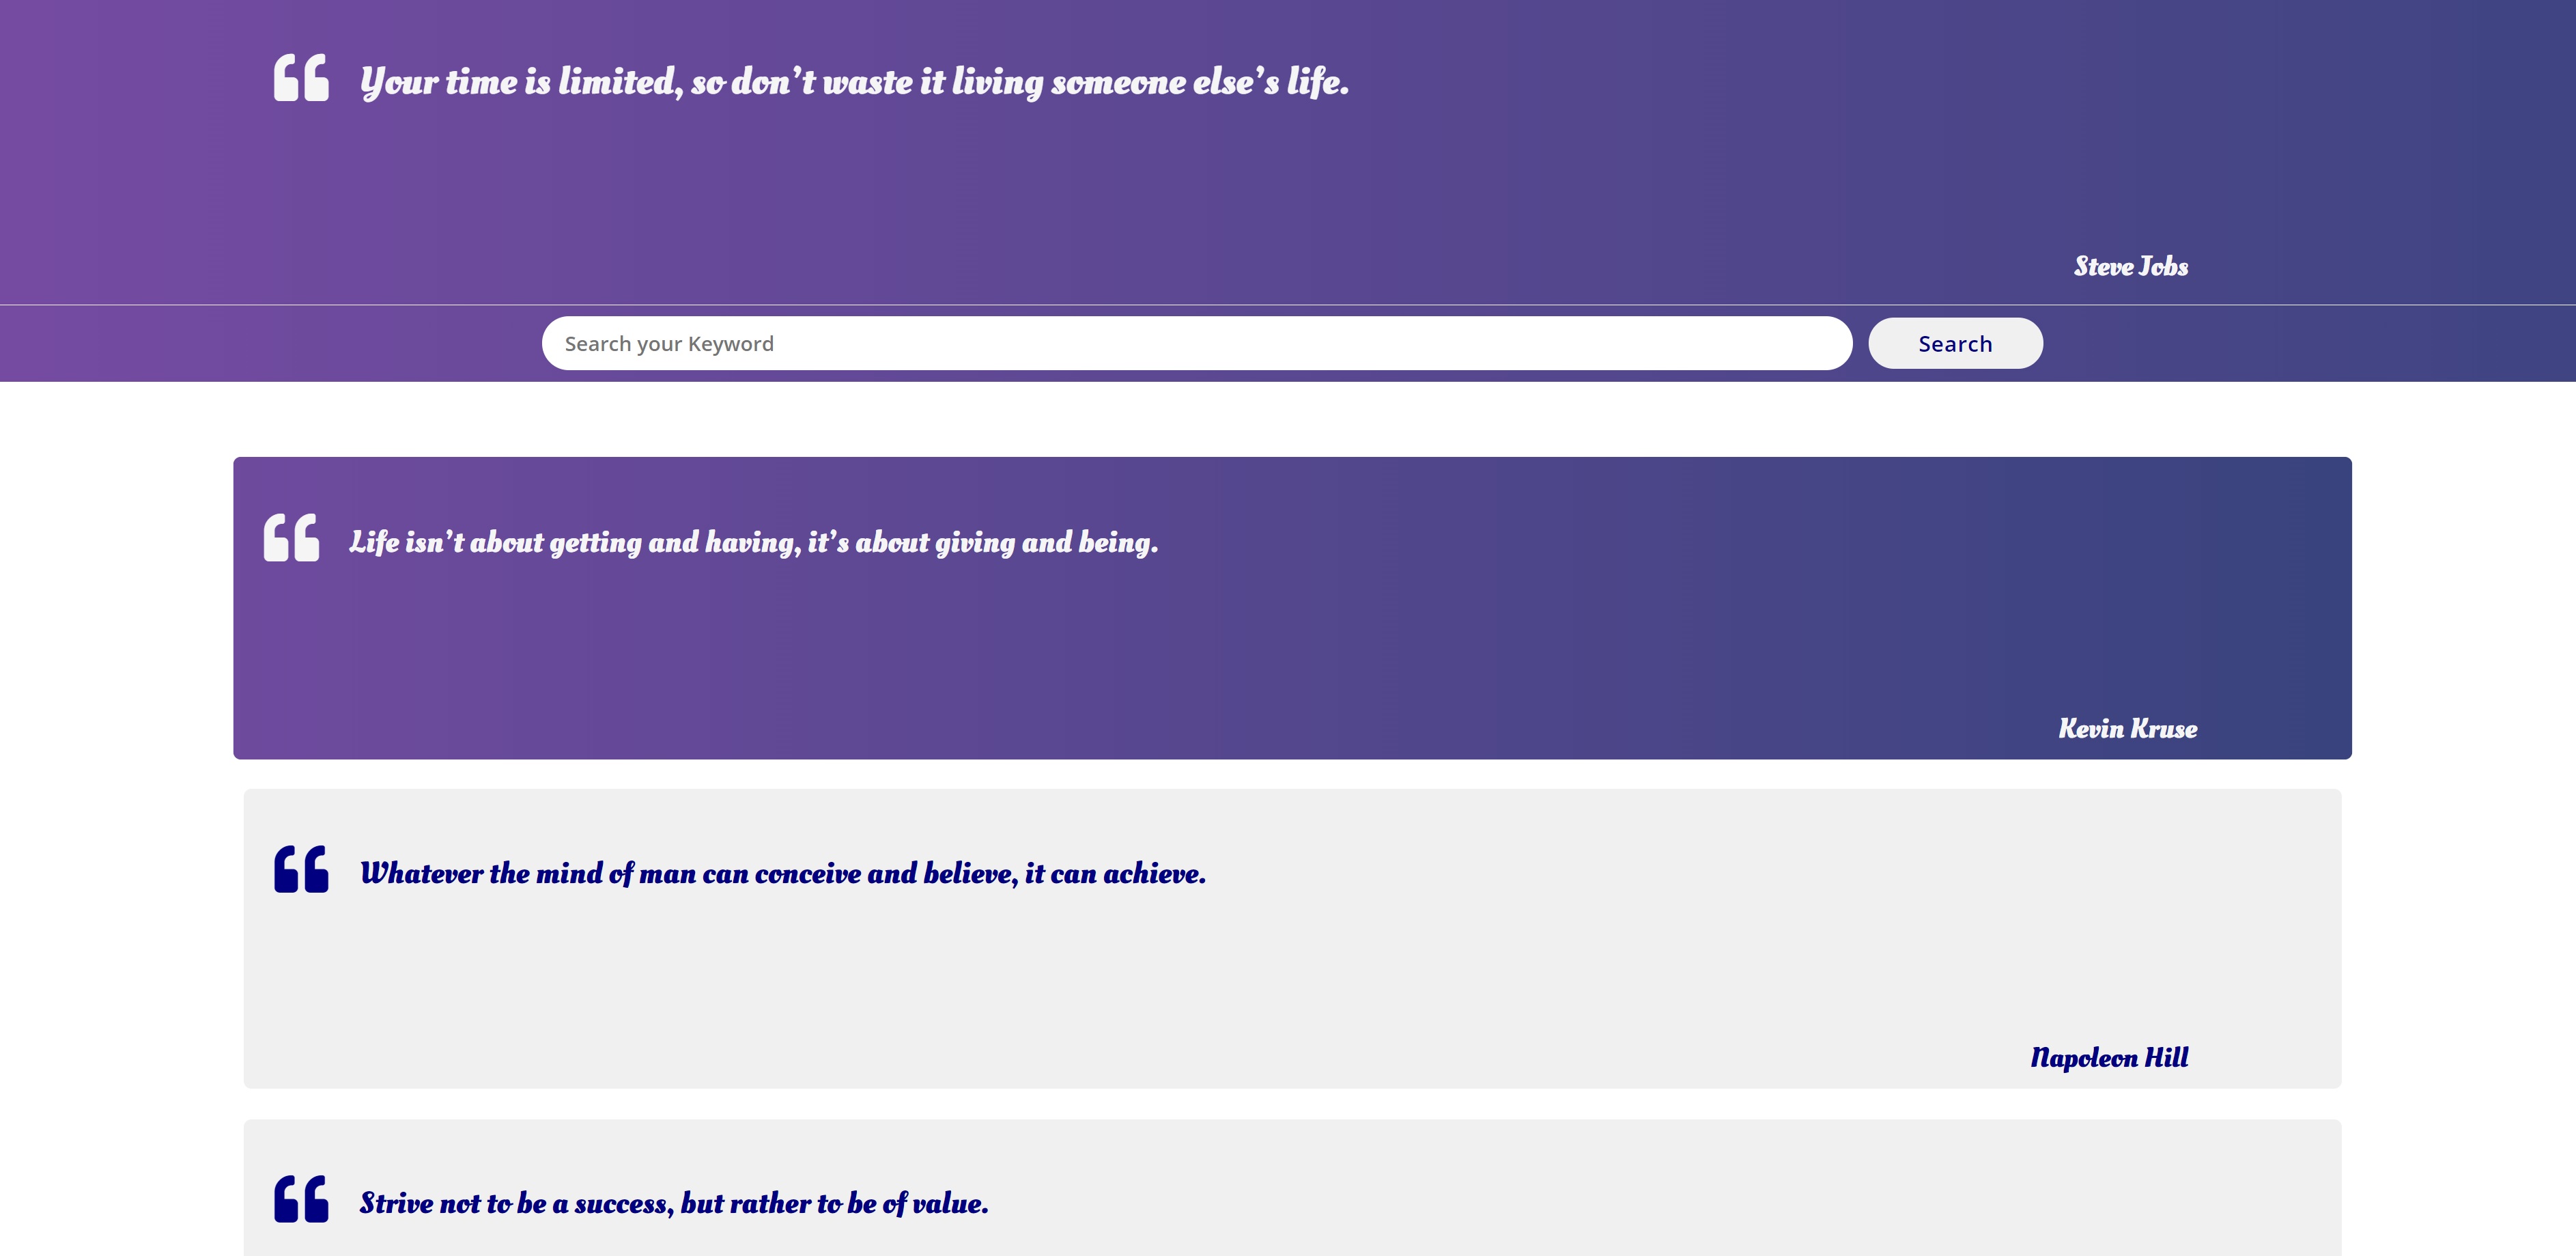 Your time is limited, so don’t waste it living someone else’s life.
Steve Jobs
Search your Keyword
Search
Life isn’t about getting and having, it’s about giving and being.
Kevin Kruse
Whatever the mind of man can conceive and believe, it can achieve.
Napoleon Hill
Strive not to be a success, but rather to be of value.